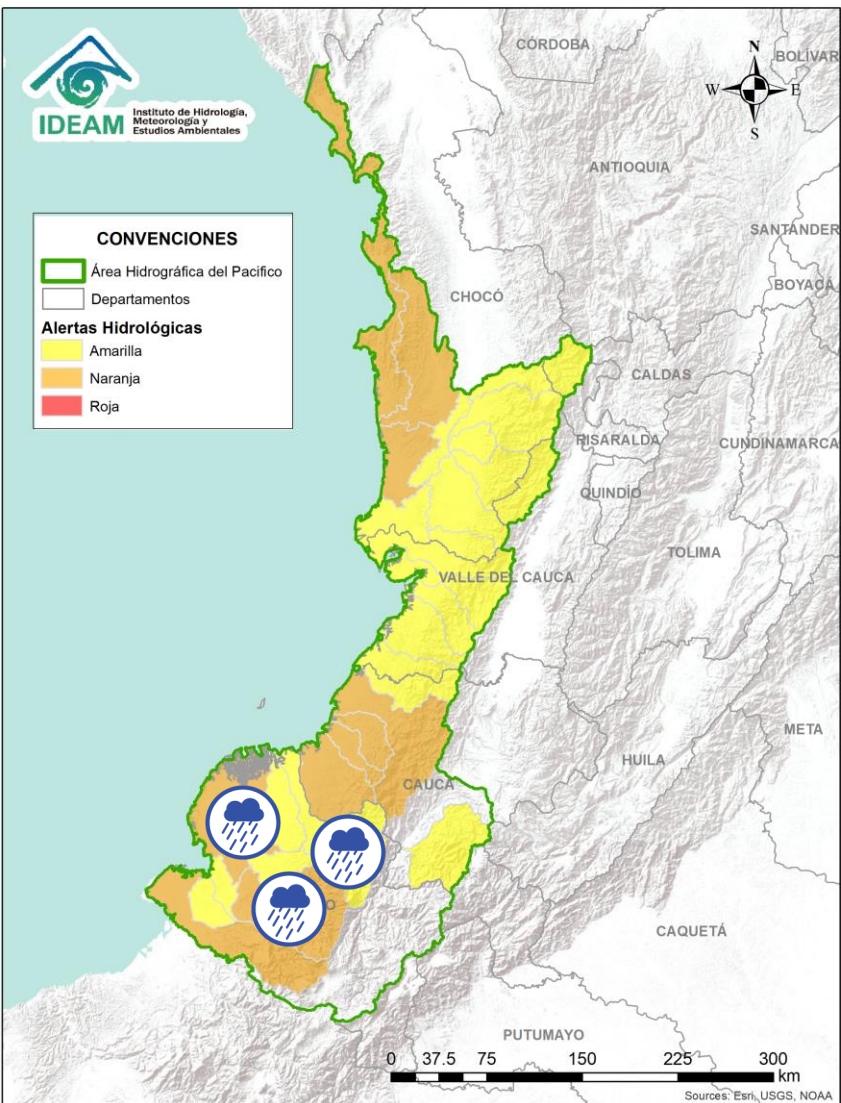 IDEAM
Instituto de Hidrología,
Meteorología y
Estudios Ambientales
CÓRDOBA
BOLÍVAR
N
W
E
S
ANTIOQUIA
SANTANDER
BOYACÁ
CONVENCIONES
Área Hidrográfica del Pacifico
Departamentos
Alertas Hidrológicas
Amarilla
Naranja
Roja
CHOCÓ
CALDAS
RISARALDA
CUNDINAMARCA
QUINDÍO
TOLIMA
VALLE DEL CAUCA
META
HUILA
CAUCA
O
CAQUETÁ
PUTUMAYO
0 37.5 75 150 225 300
km
Sources: Esri, USGS, NOAA